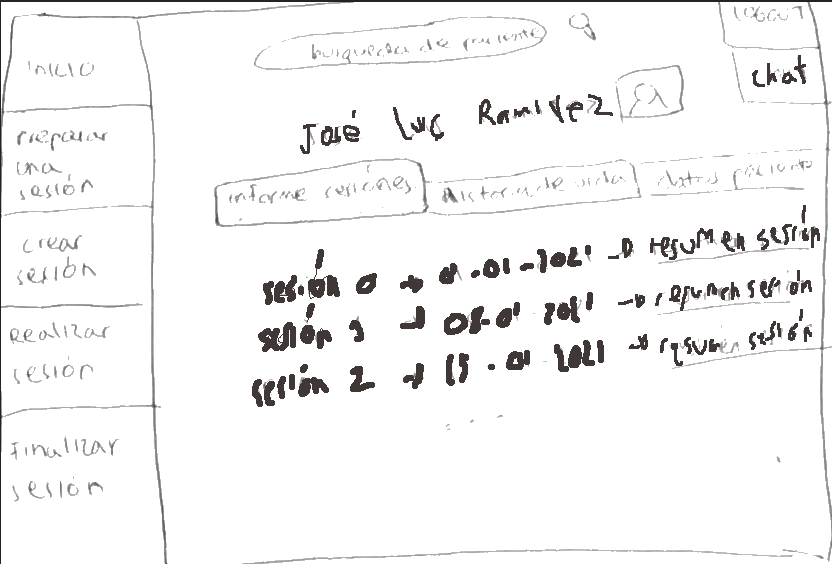 LOGOUT
busqueda de paciente
chat
José Luis Ramirez
inicio
preparar
una
sesión
crear
sesión
Realizar
sesión
Finalizar
sesión
informe sesiones
historia de vida
datos paciente
sesión 0 → 01-01-2021 → resumen sesión
sesión 1 → 08-01 2021 → resumen sesión
sesión 2 → 15-01 2021 → resumen sesión
. . . .